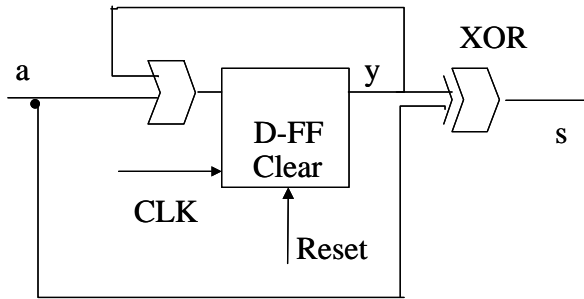 XOR
a
y
D-FF
Clear
s
CLK
Reset